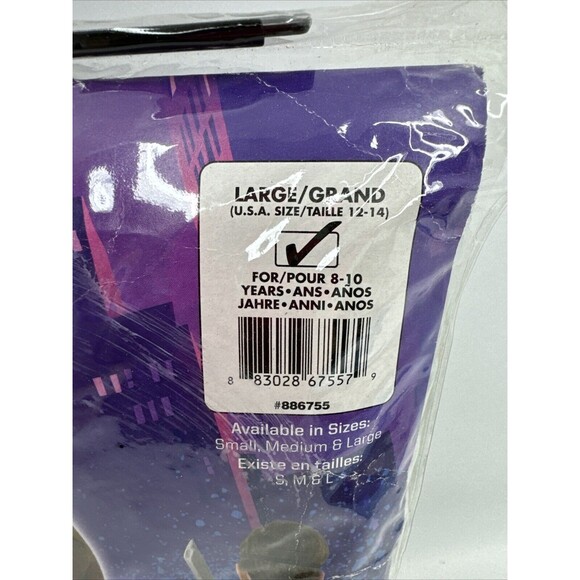 LARGE/GRAND
(U.S.A. SIZE/TAILLE 12-14)
FOR/POUR 8-10
YEARS•ANS•AÑOS
JAHRE•ANNI•ANOS
8 83028 67557 9
#886755
Available in Sizes:
Small, Medium & Large
Existe en tailles:
S, M & L